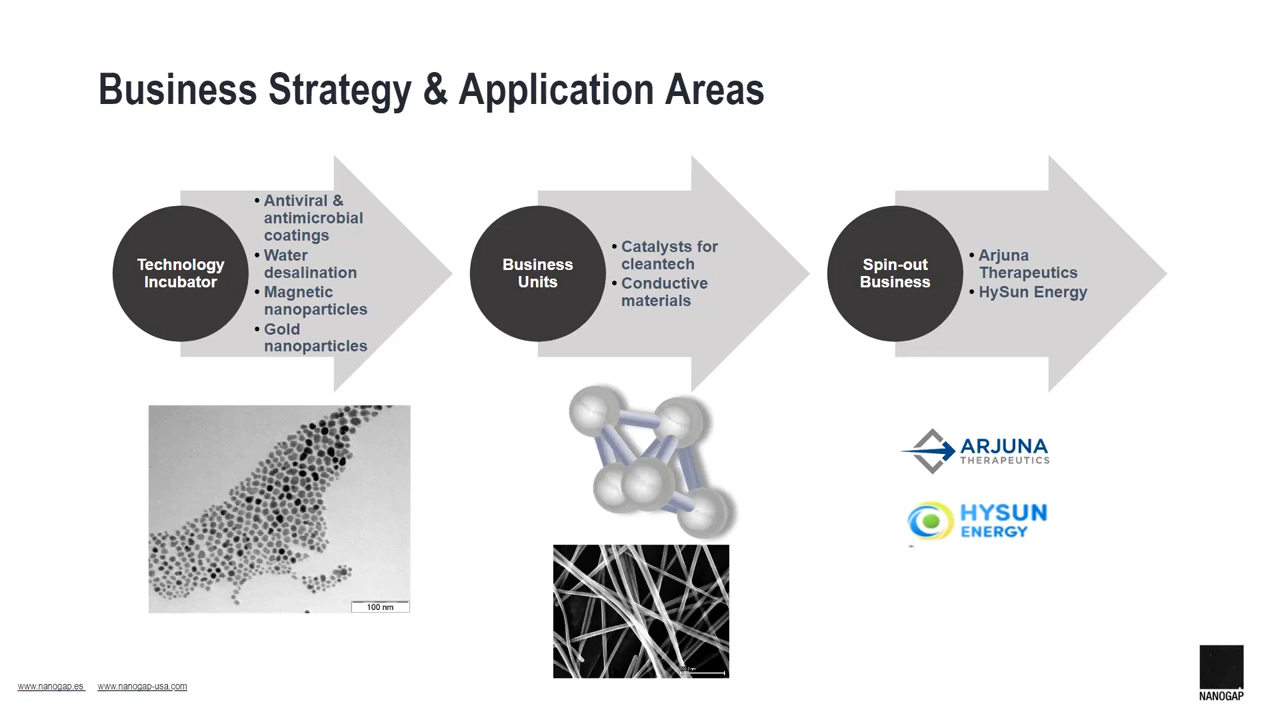 Business Strategy & Application Areas
Technology
Incubator
• Antiviral &
antimicrobial
coatings
• Water
desalination
• Magnetic
nanoparticles
• Gold
nanoparticles
Business
Units
• Catalysts for
cleantech
• Conductive
materials
Spin-out
Business
• Arjuna
Therapeutics
• HySun Energy
100 nm
ARJUNA
THERAPEUTICS
HYSUN
ENERGY
www.nanogap.es www.nanogap-usa.com
NANOGAP